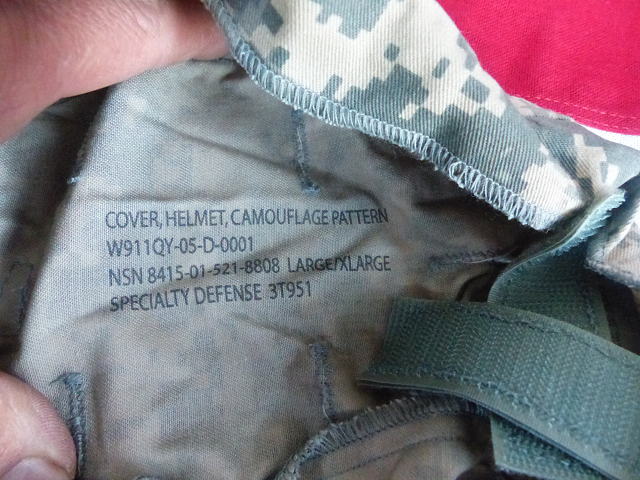 COVER, HELMET, CAMOUFLAGE PATTERN
W911QY-05-D-0001
NSN 8415-01-521-8808 LARGE/XLARGE
SPECIALTY DEFENSE 3T951